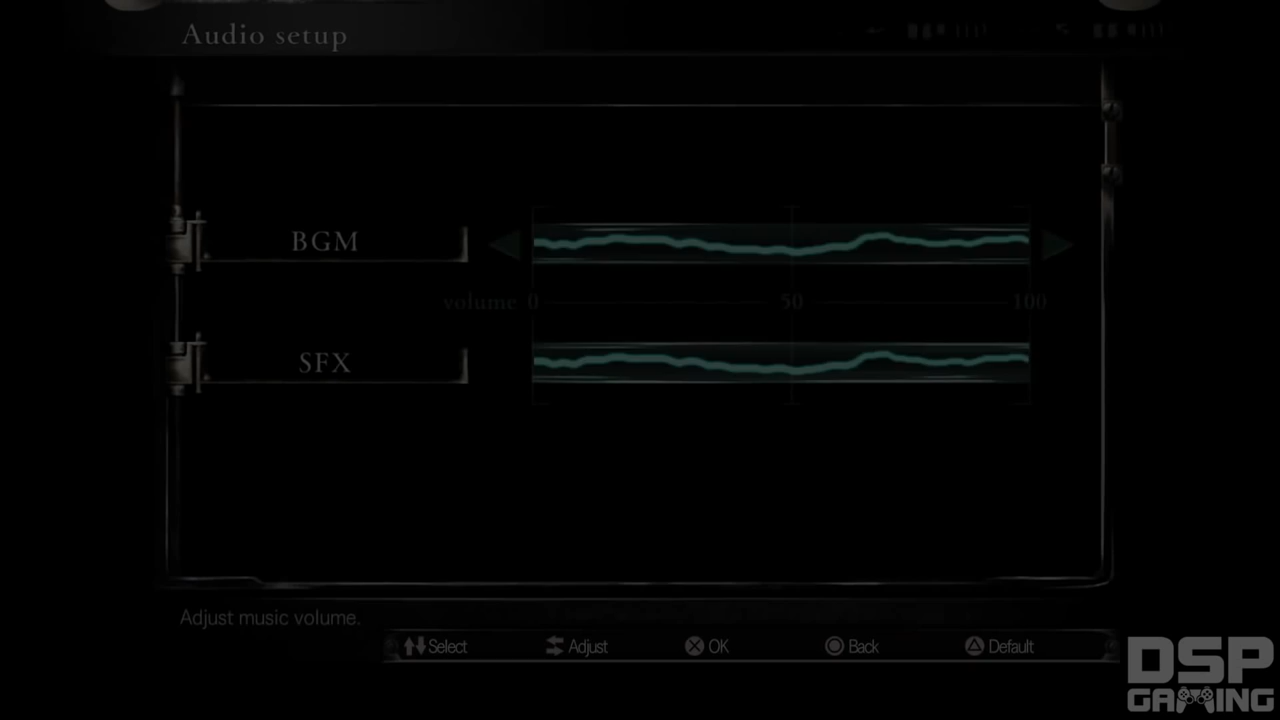 Audio setup
BGM
volume 0 50 100
SFX
Adjust music volume.
Select Adjust OK Back Default
DSP
GAMING